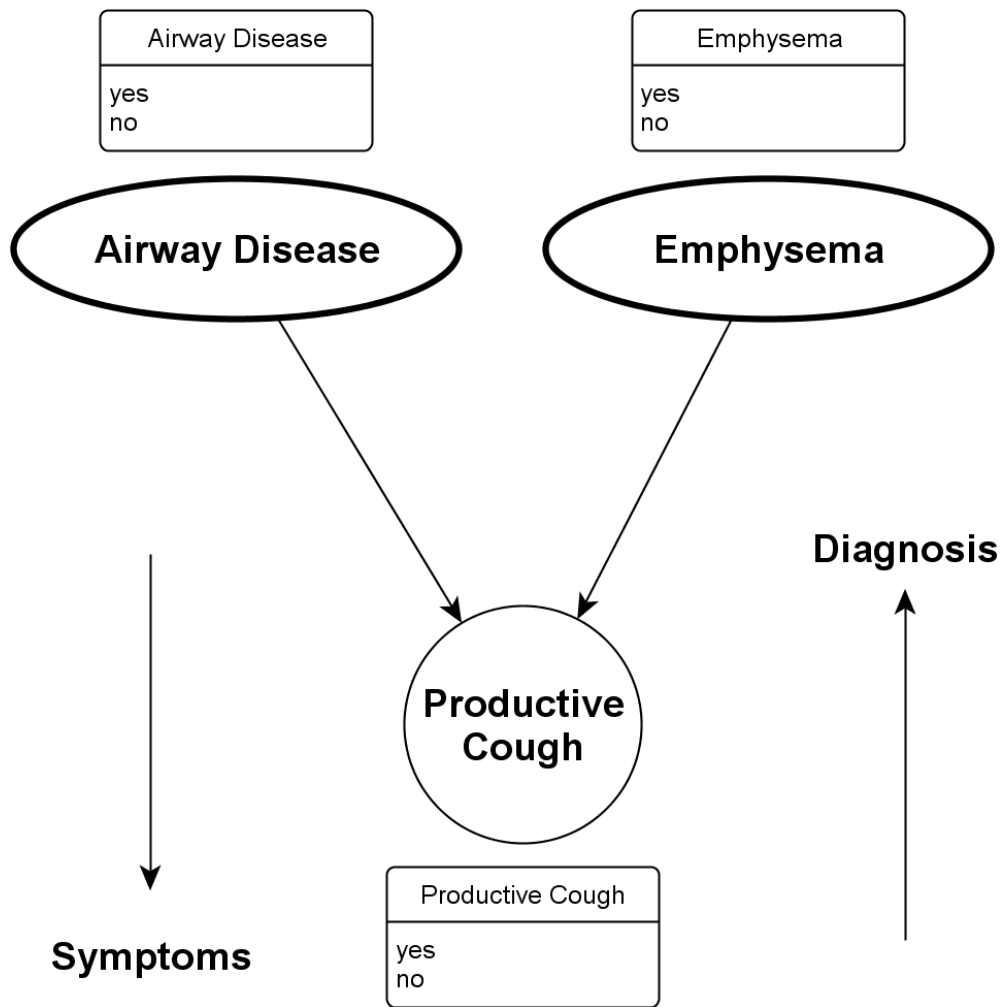 Airway Disease
yes
no
Emphysema
yes
no
Airway Disease
Emphysema
Diagnosis
Productive
Cough
Symptoms
Productive Cough
yes
no